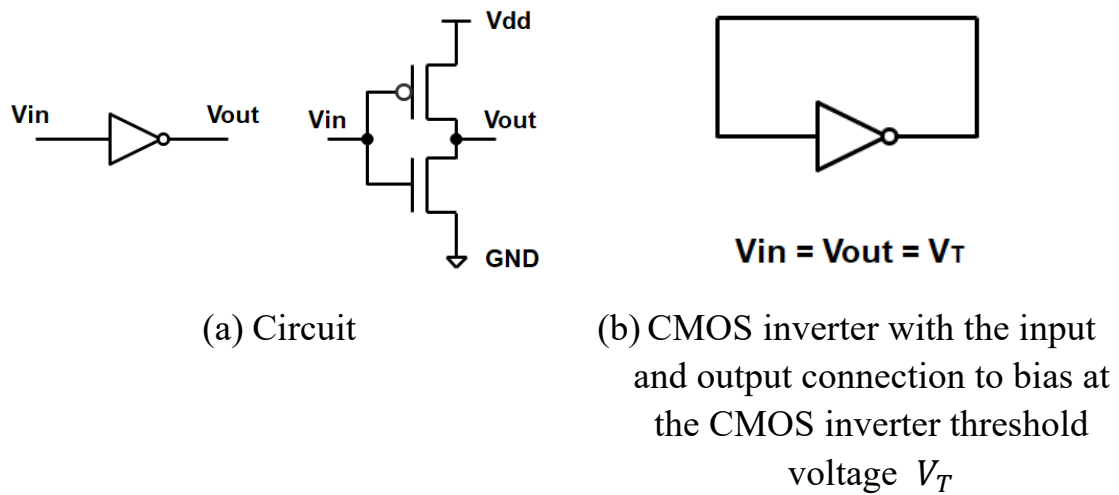 Vdd
Vin
Vout
Vin
Vout
GND
Vin = Vout = VT
(a) Circuit
(b) CMOS inverter with the input
and output connection to bias at
the CMOS inverter threshold
voltage V_T